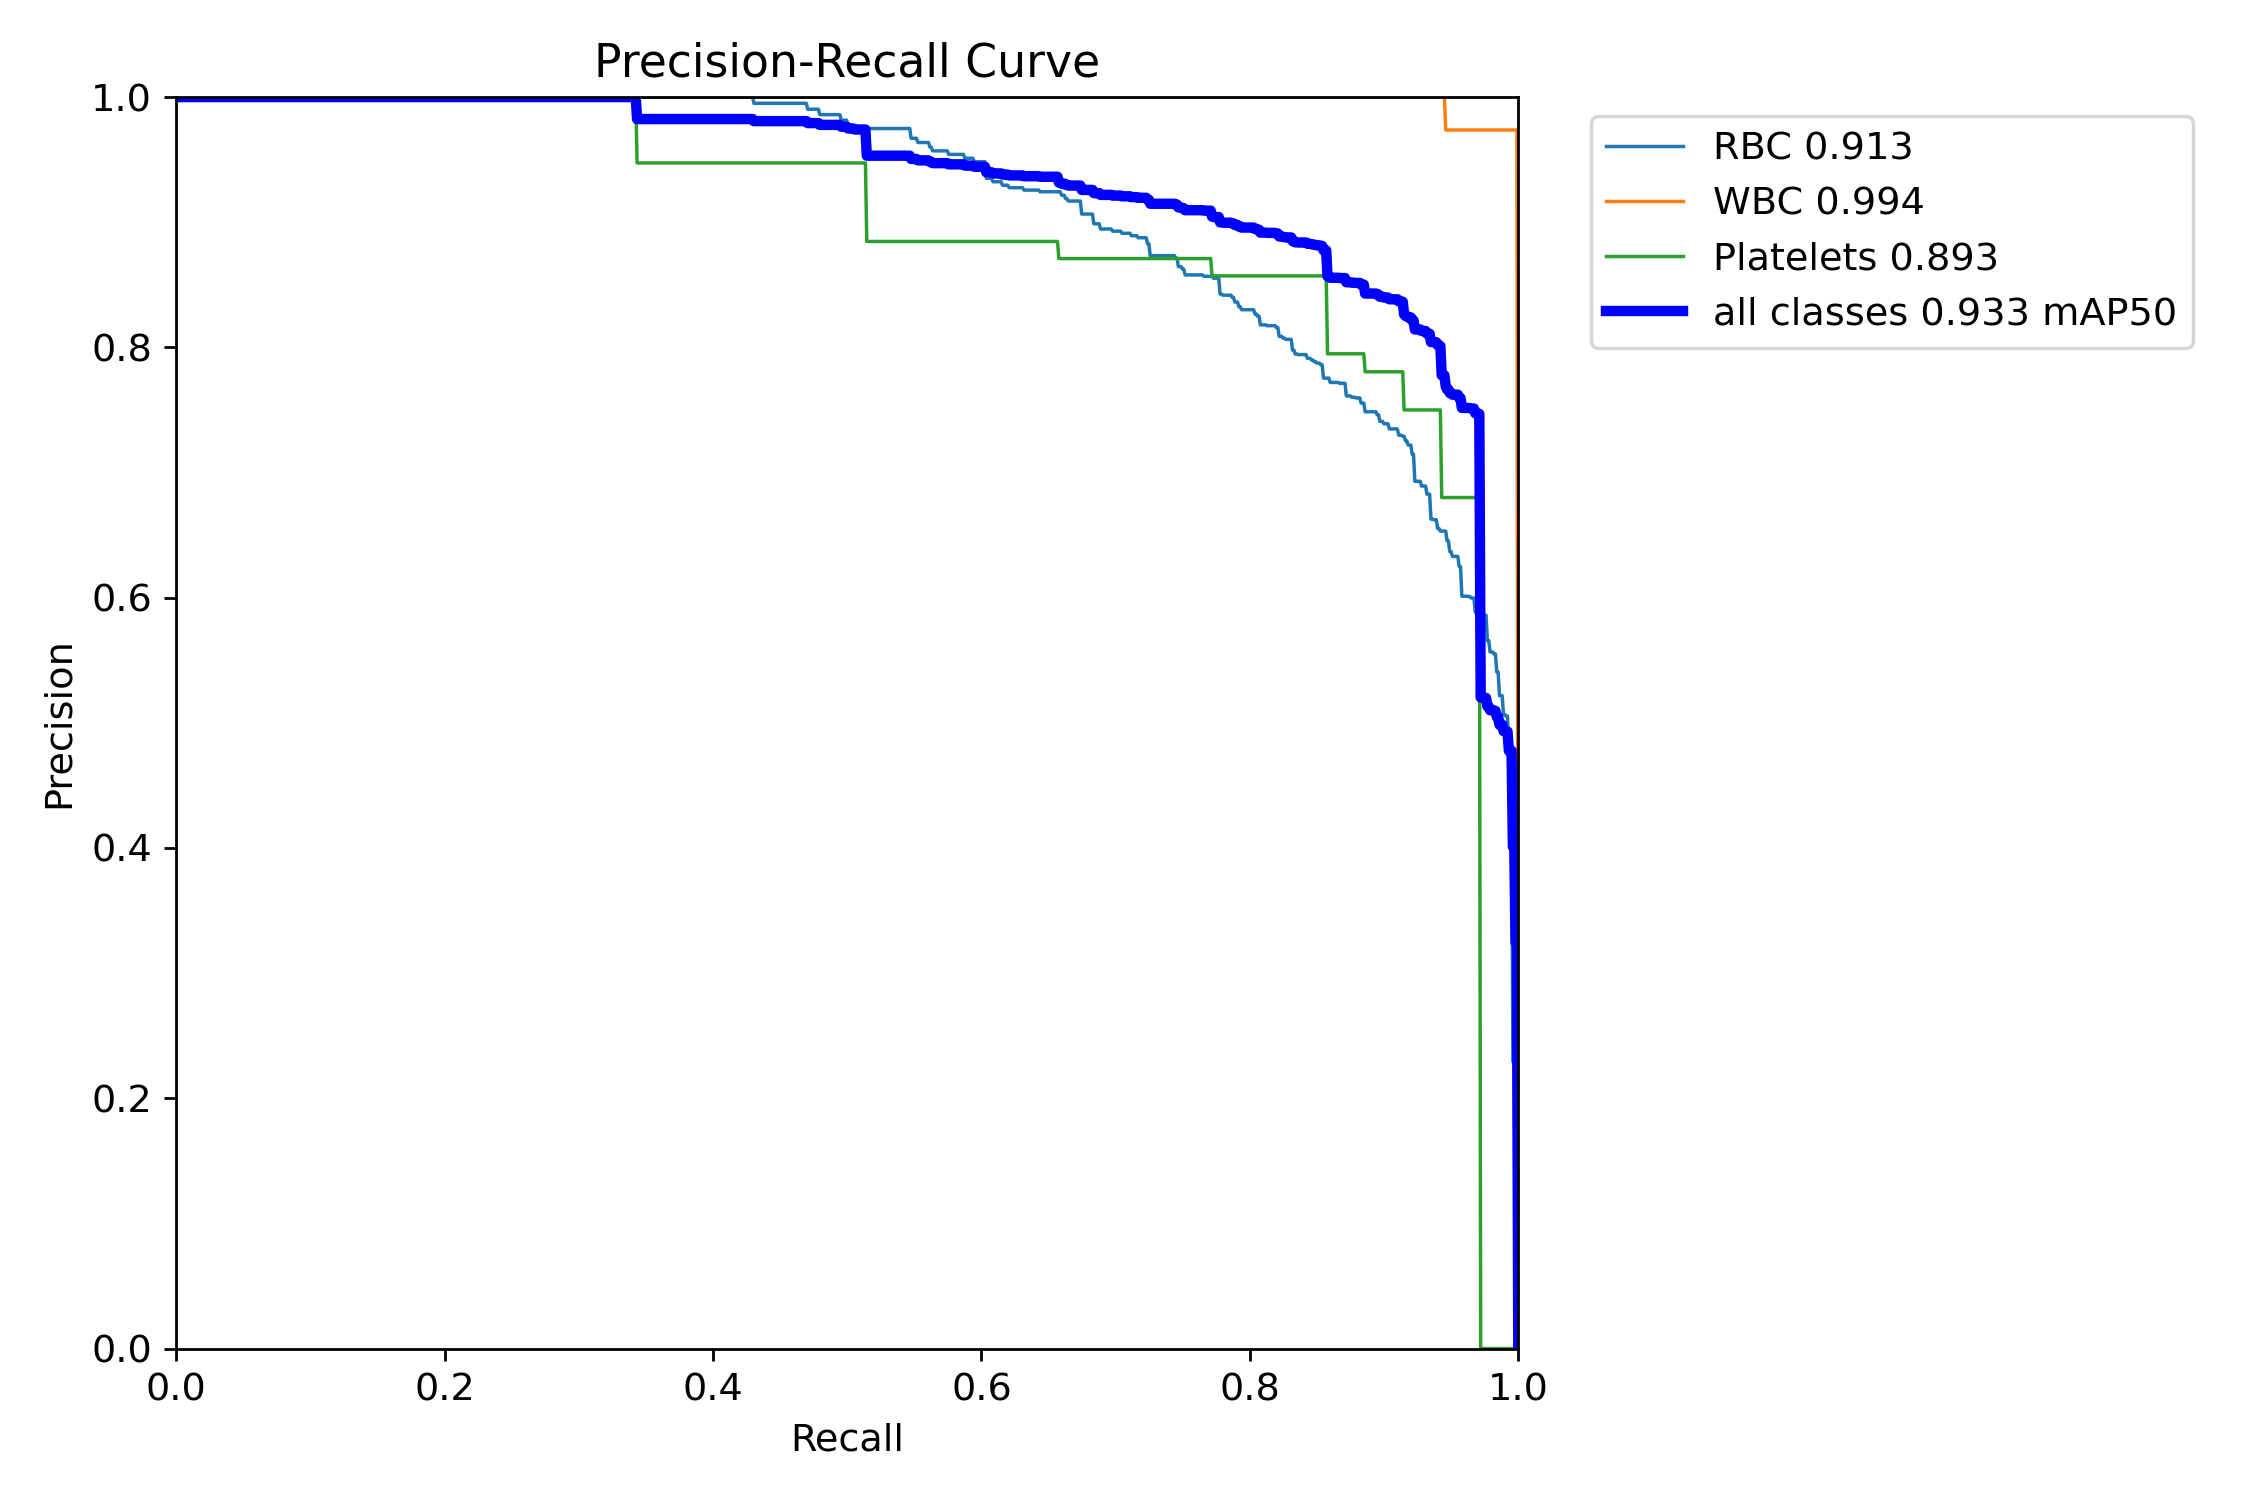 Precision-Recall Curve
1.0
0.8
0.6
0.4
0.2
0.0
Precision
0.0 0.2 0.4 0.6 0.8 1.0
Recall
RBC 0.913
WBC 0.994
Platelets 0.893
all classes 0.933 mAP50